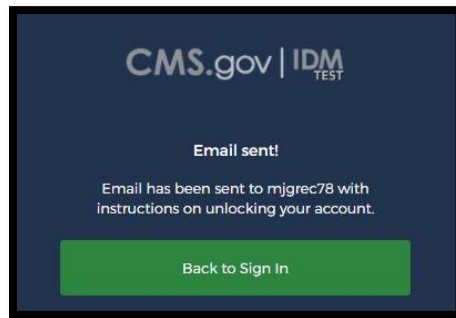 CMS.gov | IDM
TEST
Email sent!
Email has been sent to mjgrec78 with
instructions on unlocking your account.
Back to Sign In